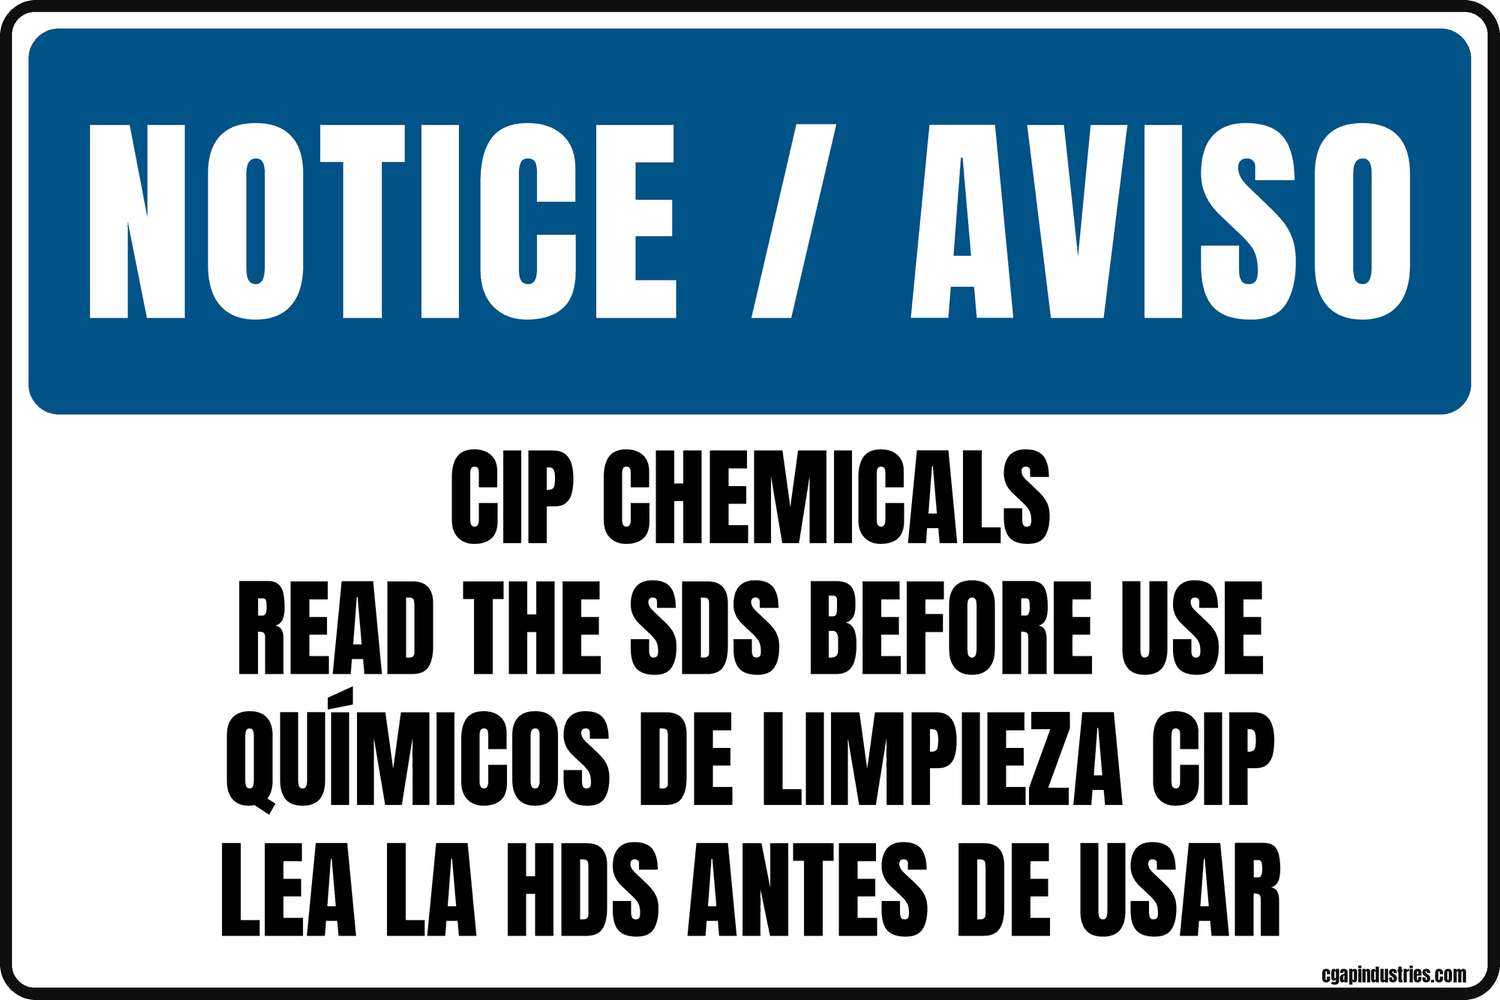 NOTICE / AVISO
CIP CHEMICALS
READ THE SDS BEFORE USE
QUÍMICOS DE LIMPIEZA CIP
LEA LA HDS ANTES DE USAR
cgapindustries.com